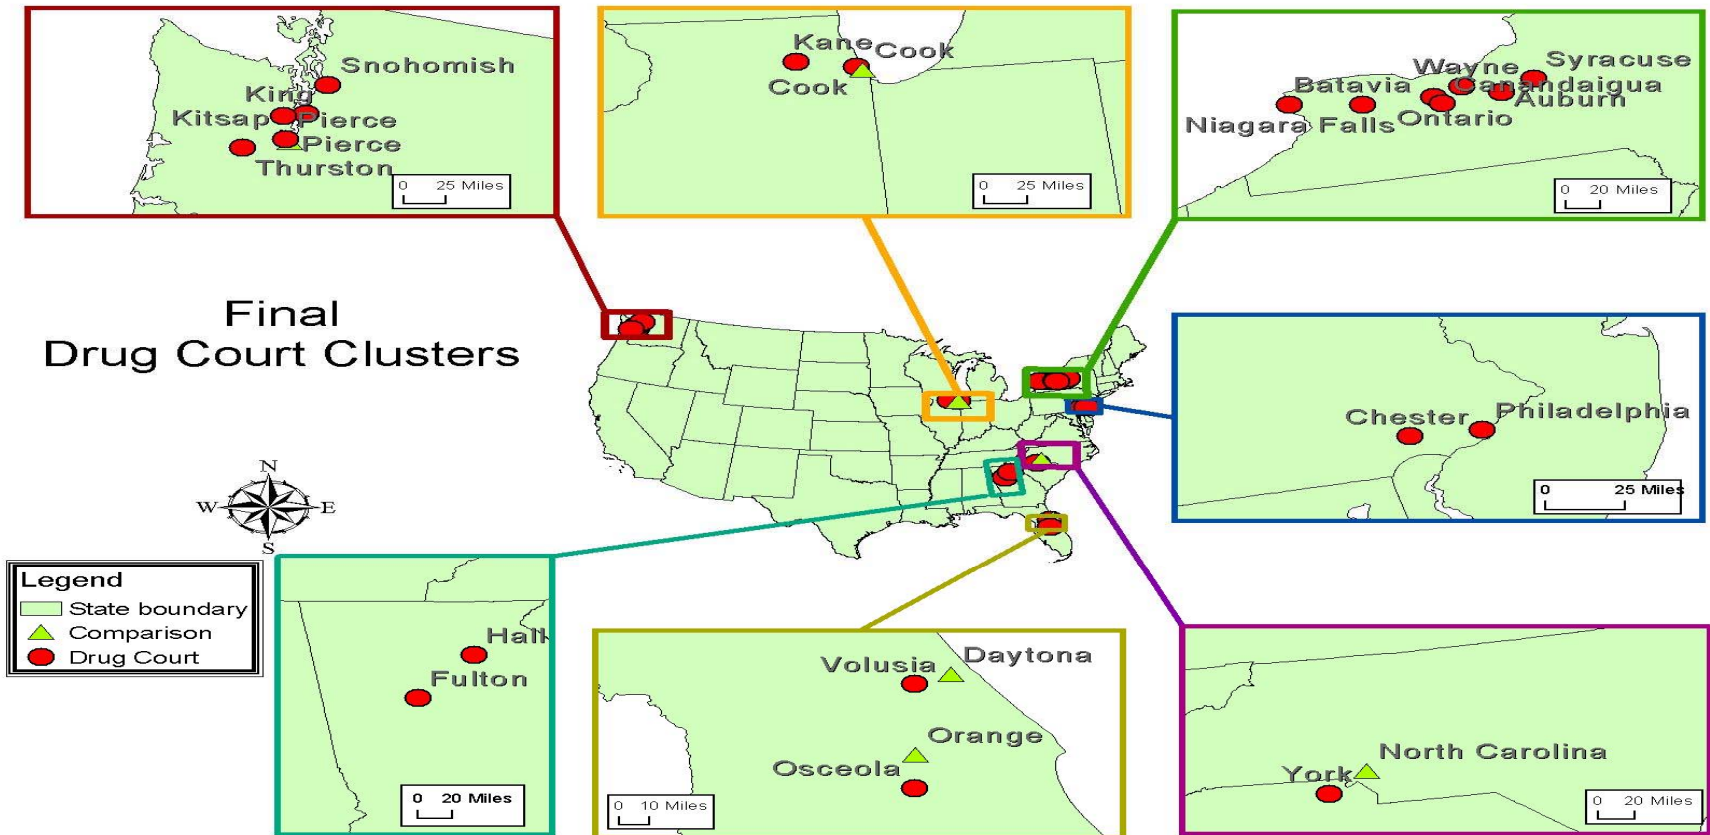 Snohomish
King
Kitsap
Pierce
Pierce
Thurston
0 25 Miles
Kane
Cook
Cook
0 25 Miles
Syracuse
Wayne
Batavia
Canandaigua
Auburn
Ontario
Niagara Falls
0 20 Miles
Final
Drug Court Clusters
Chester
Philadelphia
0 25 Miles
N
W E
S
Legend
State boundary
Comparison
Drug Court
Hall
Fulton
0 20 Miles
Volusia
Daytona
Orange
Osceola
0 10 Miles
North Carolina
York
0 20 Miles